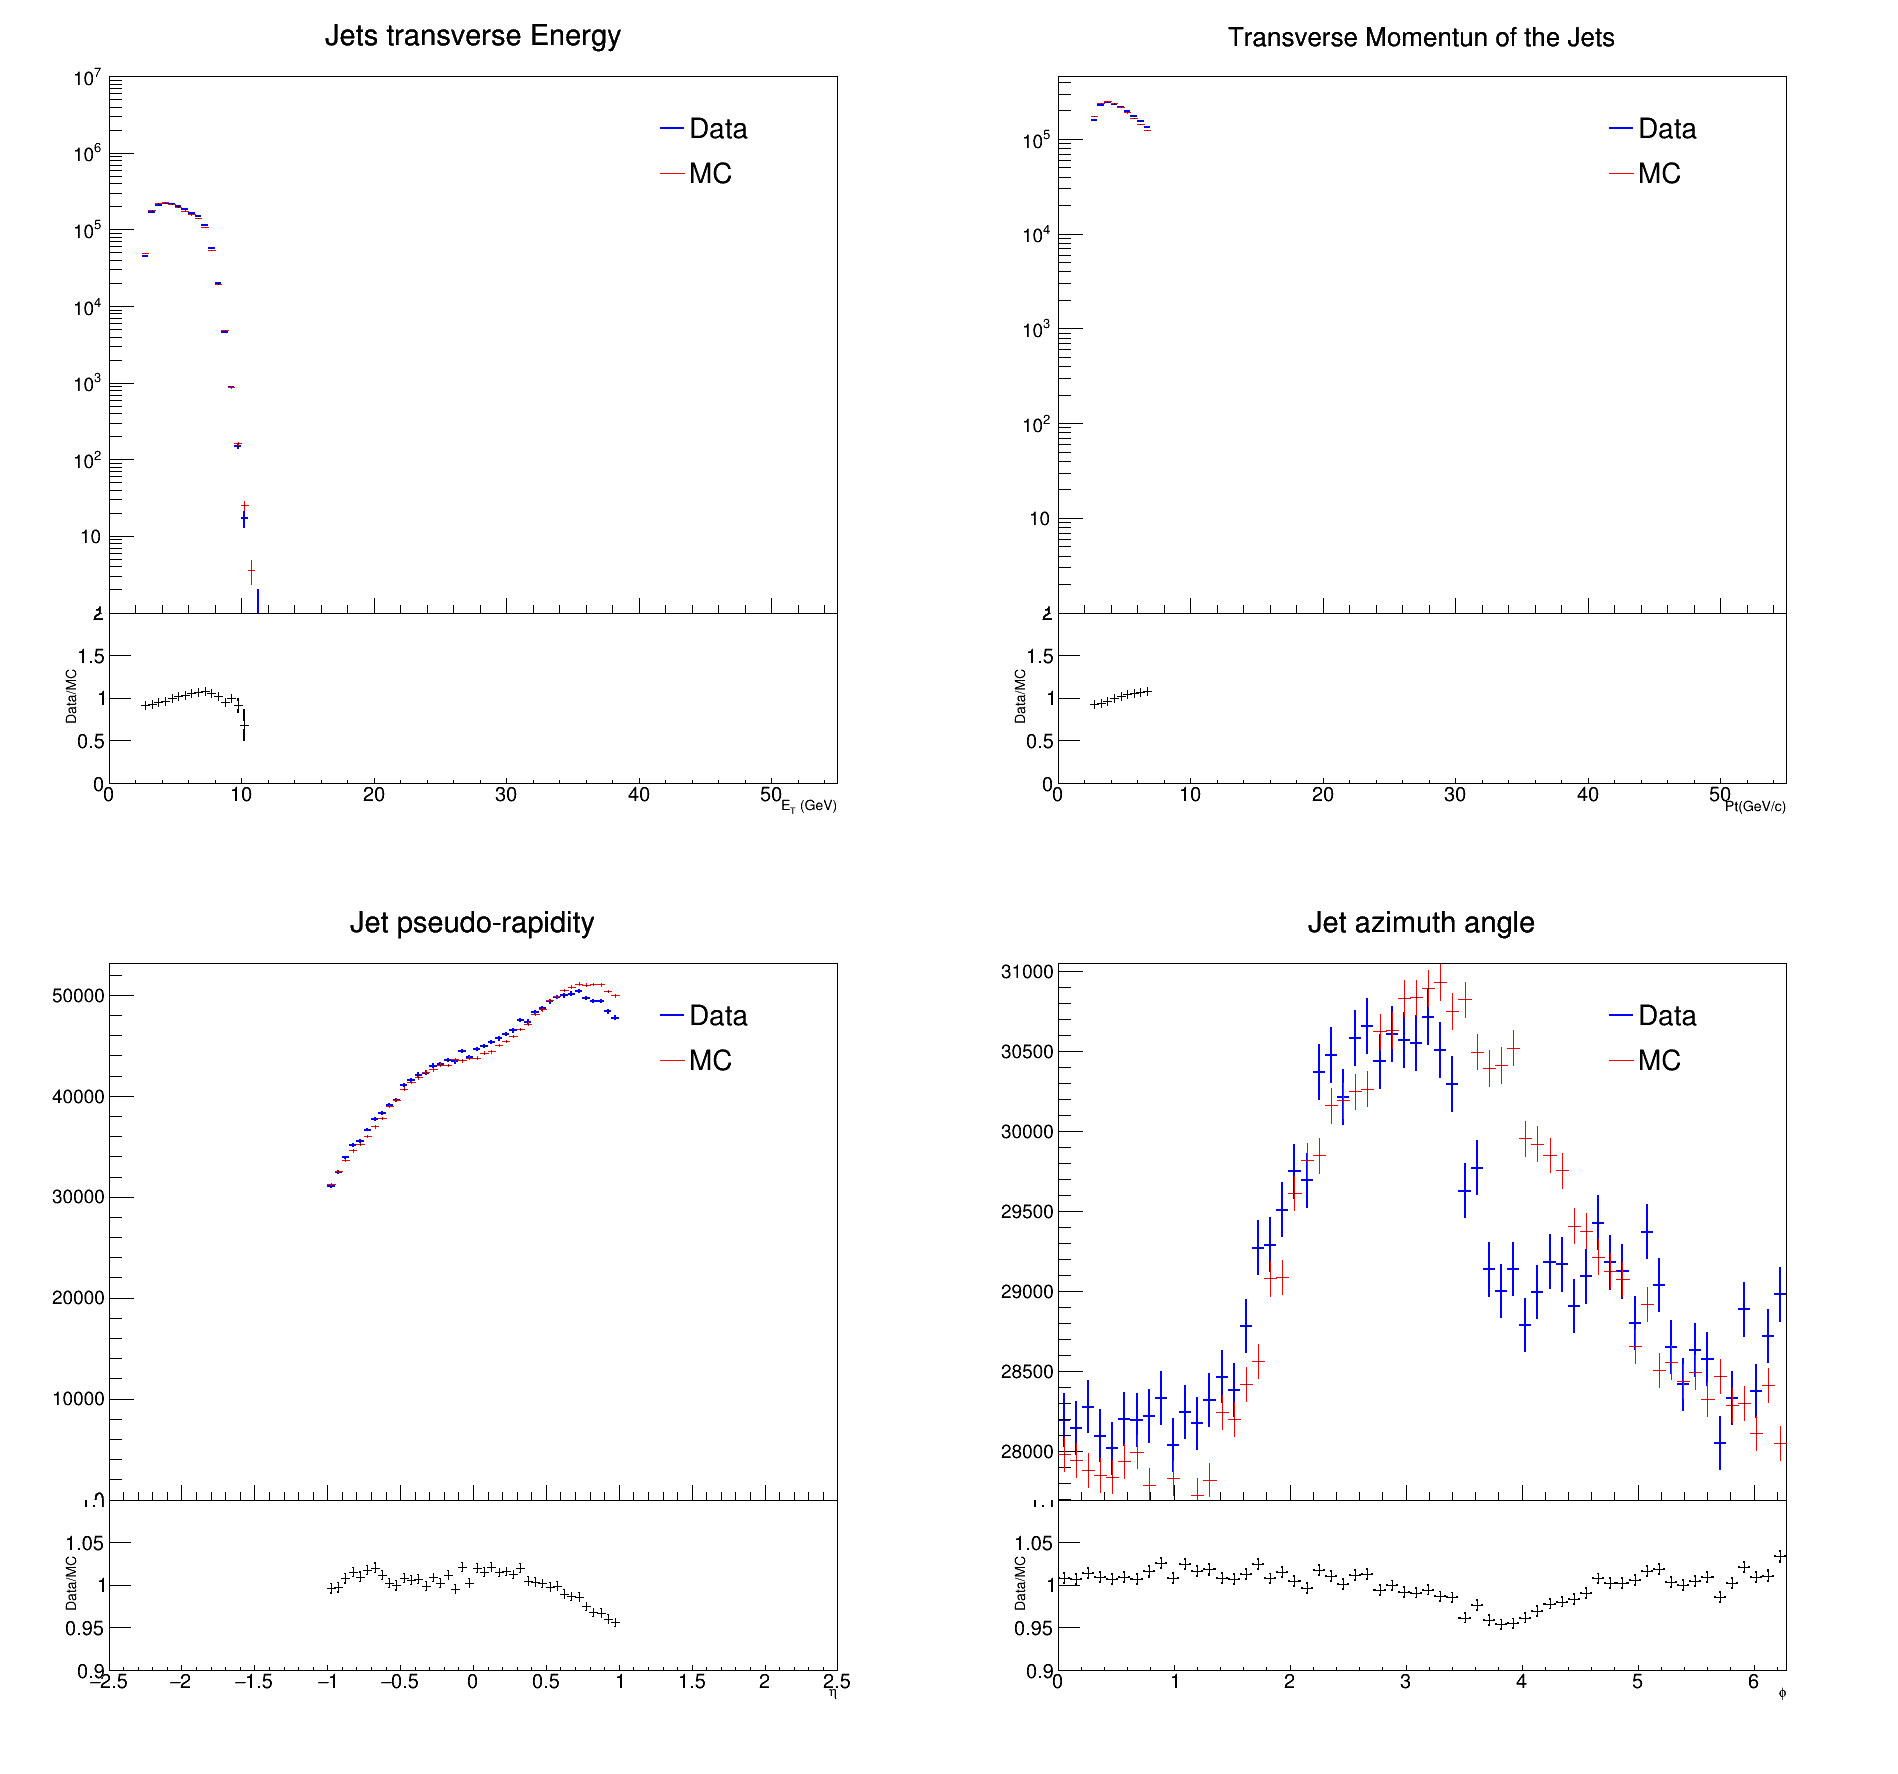 Jets transverse Energy
10^7
10^6
10^5
10^4
10^3
10^2
10
Data
MC
2
1.5
1
0.5
0
Data/MC
0 10 20 30 40 50
E_T (GeV)
Transverse Momentun of the Jets
10^5
10^4
10^3
10^2
10
Data
MC
2
1.5
1
0.5
0
Data/MC
0 10 20 30 40 50
Pt(GeV/c)
Jet pseudo-rapidity
50000
40000
30000
20000
10000
Data
MC
1.05
1
0.95
0.9
Data/MC
−2.5 −2 −1.5 −1 −0.5 0 0.5 1 1.5 2 2.5
η
Jet azimuth angle
31000
30500
30000
29500
29000
28500
28000
Data
MC
1.05
1
0.95
0.9
Data/MC
0 1 2 3 4 5 6
ϕ